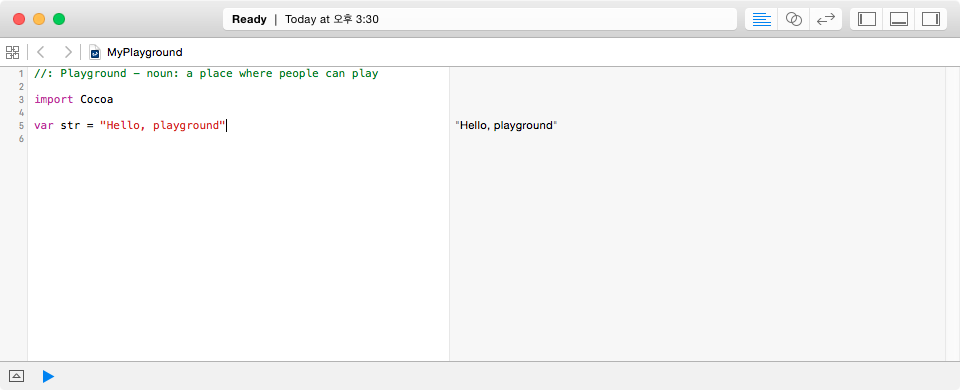 Ready | Today at 오후 3:30
MyPlayground
1 //: Playground - noun: a place where people can play
2
3 import Cocoa
4
5 var str = "Hello, playground" "Hello, playground"
6